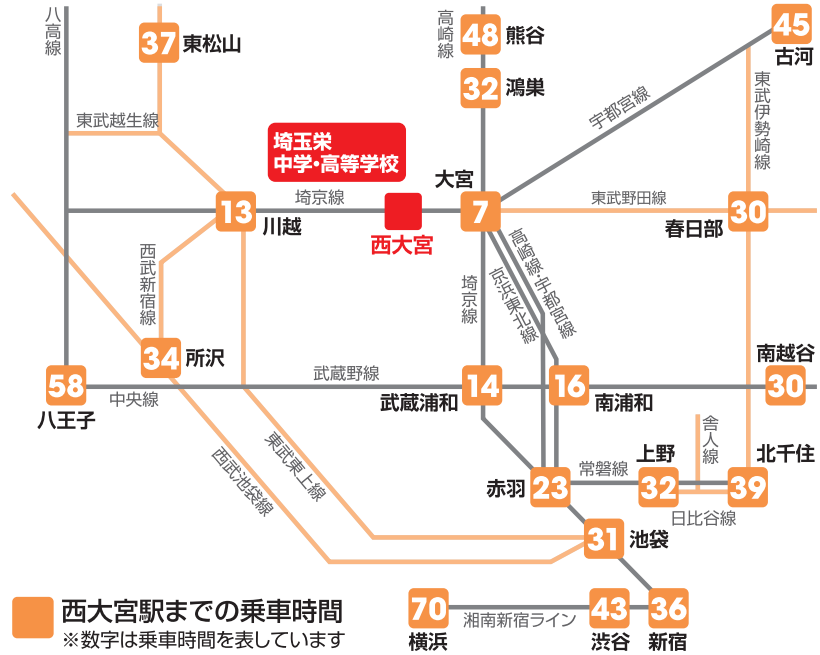 八高線
37 東松山
高崎線
48 熊谷
45
古河
32 鴻巣
東武越生線
宇都宮線
東武伊勢崎線
埼玉栄
中学・高等学校
大宮
埼京線
7
東武野田線
13
川越
西大宮
30
春日部
西武新宿線
埼京線
京浜東北線
高崎線・宇都宮線
34 所沢
南越谷
58
八王子
中央線
武蔵野線
14
武蔵浦和
16
南浦和
30
西武池袋線
東武東上線
舎人線
赤羽 23
常磐線
上野
32
北千住
39
日比谷線
31 池袋
西大宮駅までの乗車時間
※数字は乗車時間を表しています
70
横浜
湘南新宿ライン
43
渋谷
36
新宿